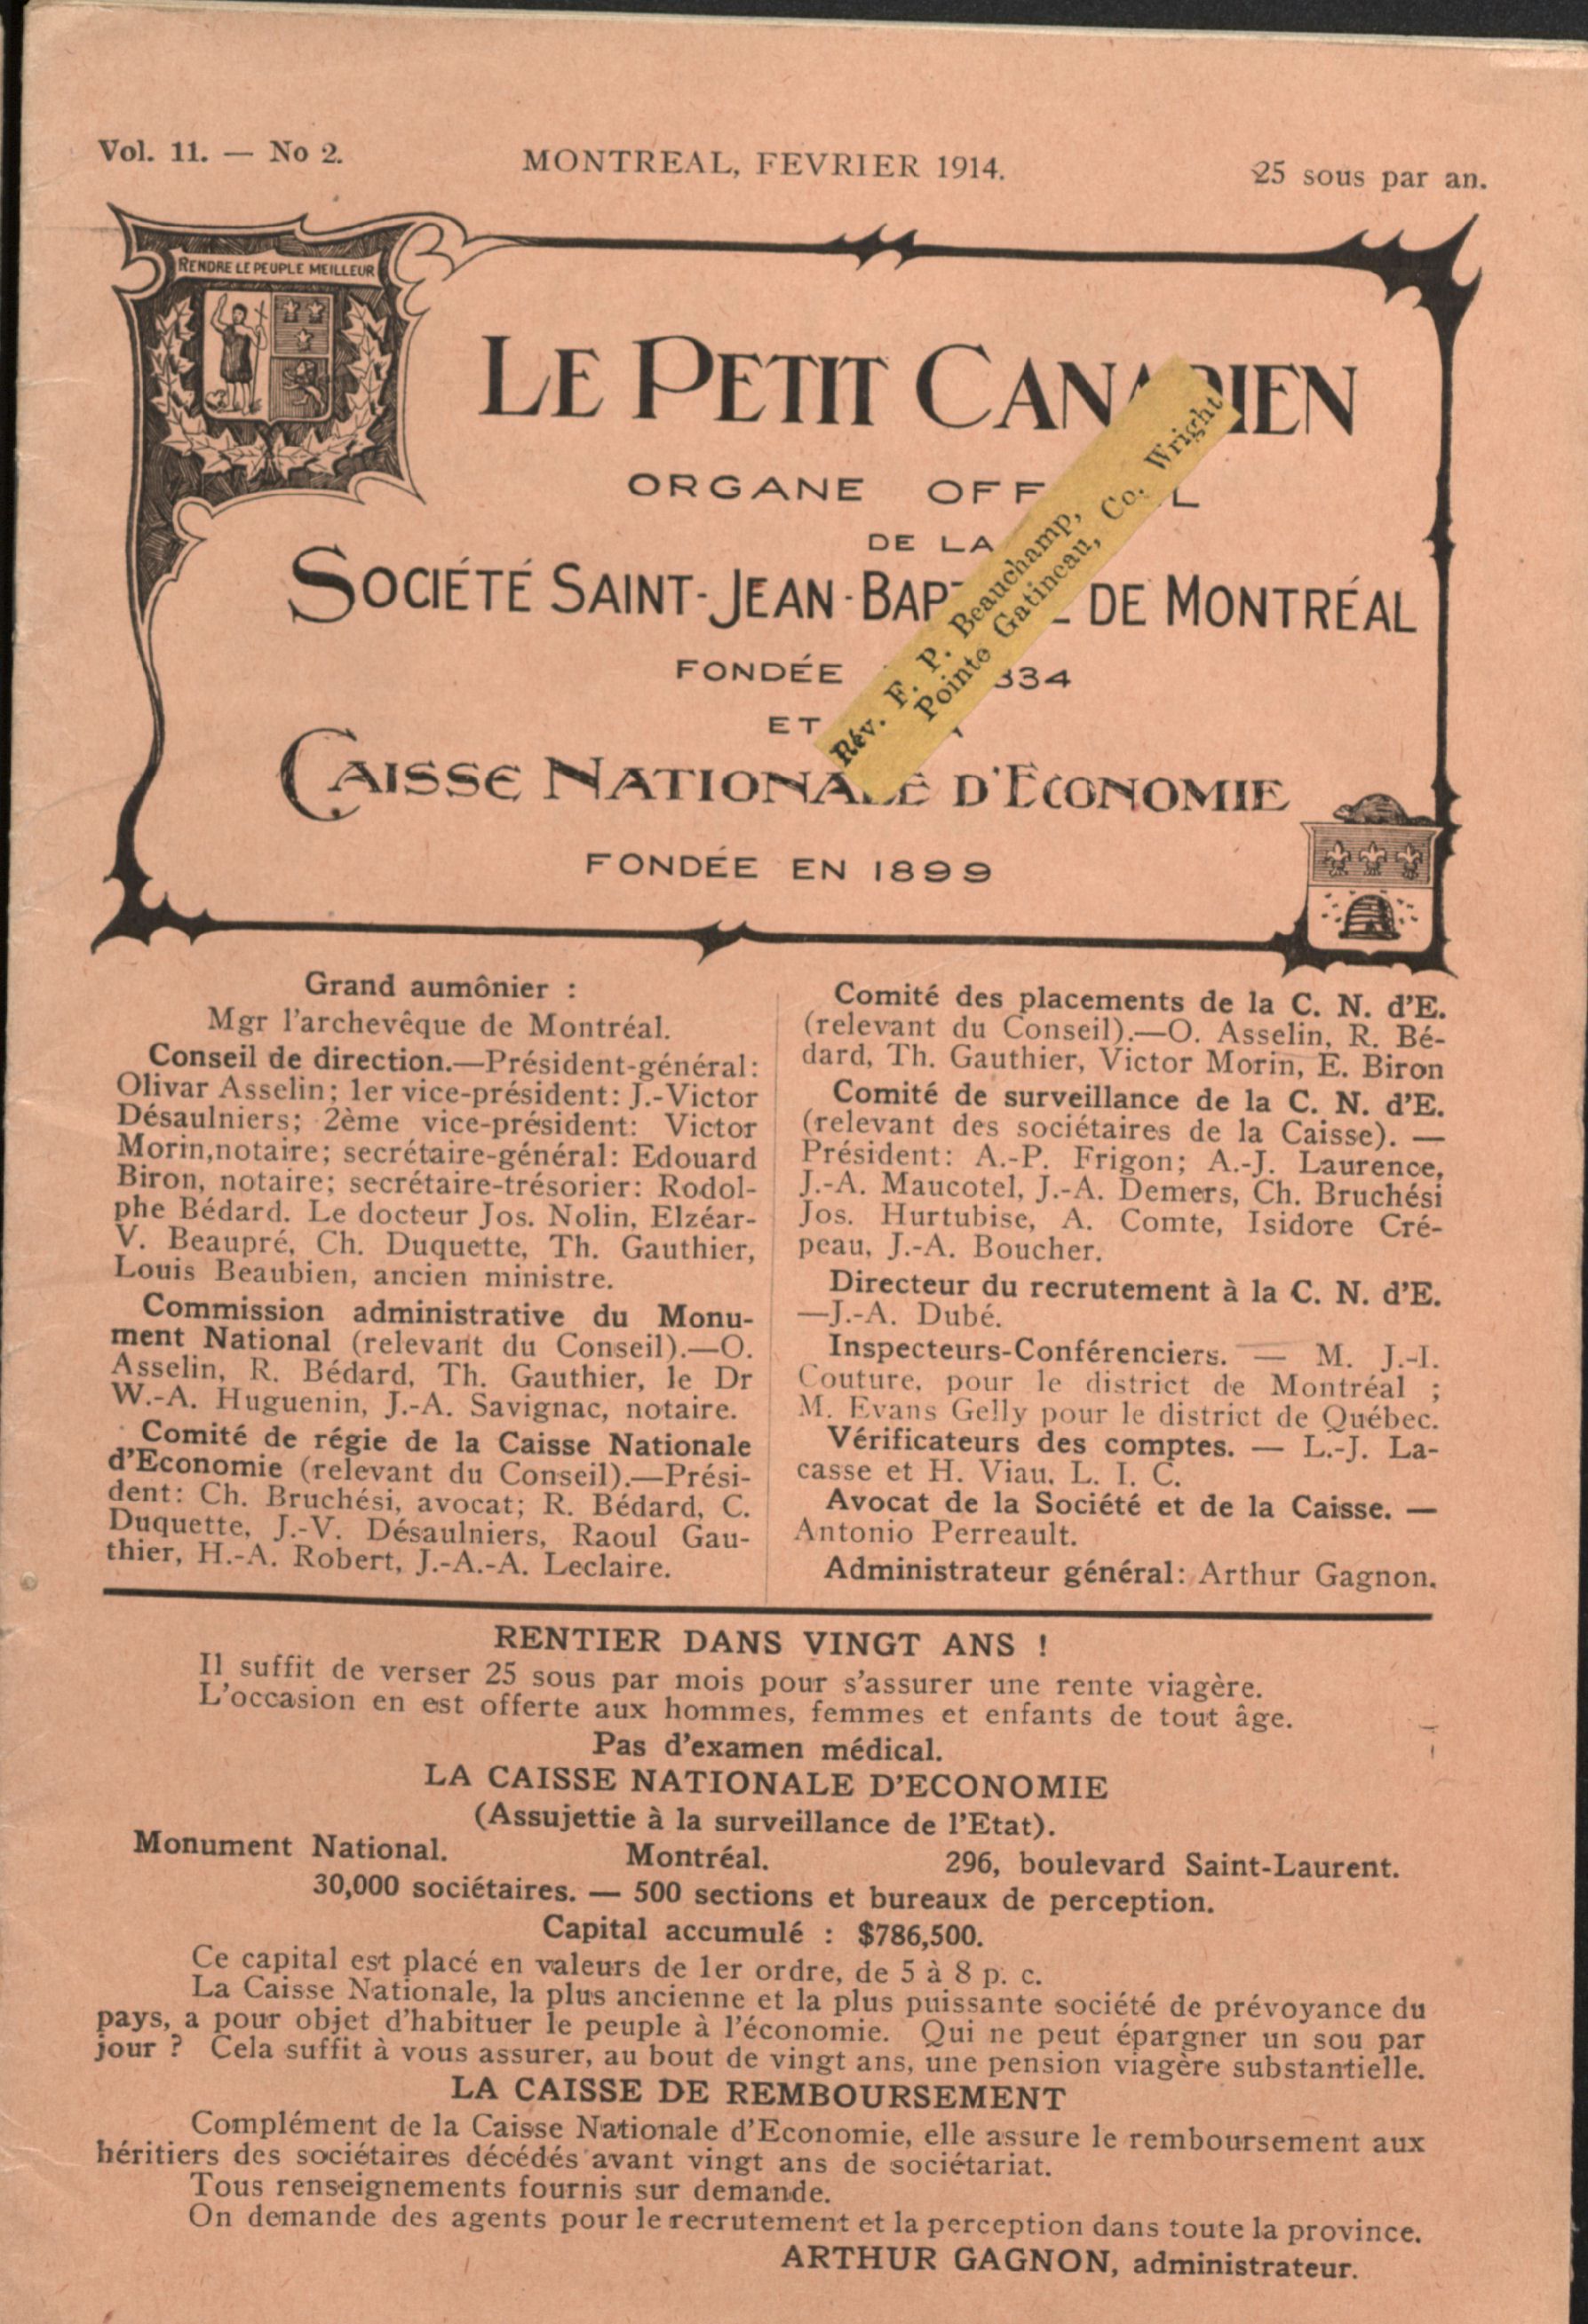 Vol. 11. — No 2.
MONTREAL, FEVRIER 1914.
25 sous par an.
RENDRE LE PEUPLE MEILLEUR
LE PETIT CANADIEN
ORGANE OFFICIEL
DE LA
SOCIÉTÉ SAINT-JEAN-BAPTISTE DE MONTRÉAL
FONDÉE 1834
ET
CAISSE NATIONALE D'ÉCONOMIE
FONDÉE EN 1899
Rév. F. P. Beauchamp,
Pointe Gatineau, Co. Wright
Grand aumônier :
Mgr l'archevêque de Montréal.
Conseil de direction.—Président-général:
Olivar Asselin; 1er vice-président: J.-Victor
Désaulniers; 2ème vice-président: Victor
Morin,notaire; secrétaire-général: Edouard
Biron, notaire; secrétaire-trésorier: Rodol-
phe Bédard. Le docteur Jos. Nolin, Elzéar-
V. Beaupré, Ch. Duquette, Th. Gauthier,
Louis Beaubien, ancien ministre.
Commission administrative du Monu-
ment National (relevant du Conseil).—O.
Asselin, R. Bédard, Th. Gauthier, le Dr
W.-A. Huguenin, J.-A. Savignac, notaire.
Comité de régie de la Caisse Nationale
d'Economie (relevant du Conseil).—Prési-
dent: Ch. Bruchési, avocat; R. Bédard, C.
Duquette, J.-V. Désaulniers, Raoul Gau-
thier, H.-A. Robert, J.-A.-A. Leclaire.
Comité des placements de la C. N. d'E.
(relevant du Conseil).—O. Asselin, R. Bé-
dard, Th. Gauthier, Victor Morin, E. Biron
Comité de surveillance de la C. N. d'E.
(relevant des sociétaires de la Caisse). —
Président: A.-P. Frigon; A.-J. Laurence,
J.-A. Maucotel, J.-A. Demers, Ch. Bruchési
Jos. Hurtubise, A. Comte, Isidore Cré-
peau, J.-A. Boucher.
Directeur du recrutement à la C. N. d'E.
—J.-A. Dubé.
Inspecteurs-Conférenciers. — M. J.-I.
Couture, pour le district de Montréal ;
M. Evans Gelly pour le district de Québec.
Vérificateurs des comptes. — L.-J. La-
casse et H. Viau, L. I. C.
Avocat de la Société et de la Caisse. —
Antonio Perreault.
Administrateur général: Arthur Gagnon.
RENTIER DANS VINGT ANS !
Il suffit de verser 25 sous par mois pour s'assurer une rente viagère.
L'occasion en est offerte aux hommes, femmes et enfants de tout âge.
Pas d'examen médical.
LA CAISSE NATIONALE D'ECONOMIE
(Assujettie à la surveillance de l'Etat).
Monument National. Montréal. 296, boulevard Saint-Laurent.
30,000 sociétaires. — 500 sections et bureaux de perception.
Capital accumulé : $786,500.
Ce capital est placé en valeurs de 1er ordre, de 5 à 8 p. c.
La Caisse Nationale, la plus ancienne et la plus puissante société de prévoyance du
pays, a pour objet d'habituer le peuple à l'économie. Qui ne peut épargner un sou par
jour ? Cela suffit à vous assurer, au bout de vingt ans, une pension viagère substantielle.
LA CAISSE DE REMBOURSEMENT
Complément de la Caisse Nationale d'Economie, elle assure le remboursement aux
héritiers des sociétaires décédés avant vingt ans de sociétariat.
Tous renseignements fournis sur demande.
On demande des agents pour le recrutement et la perception dans toute la province.
ARTHUR GAGNON, administrateur.